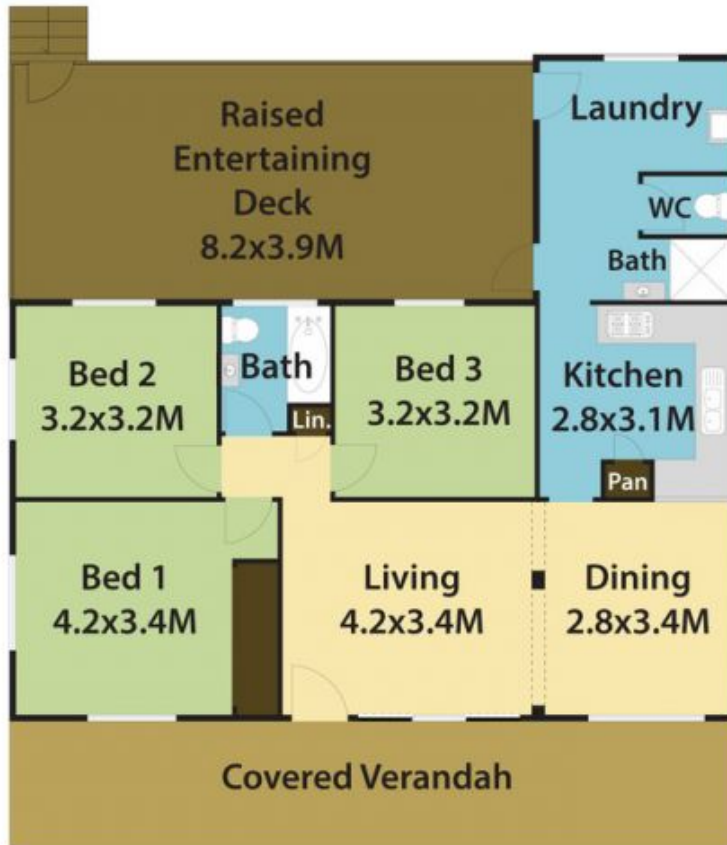 Raised
Entertaining
Deck
8.2x3.9M
Laundry
WC
Bath
Bed 2
3.2x3.2M
Bath
Lin.
Bed 3
3.2x3.2M
Kitchen
2.8x3.1M
Pan
Bed 1
4.2x3.4M
Living
4.2x3.4M
Dining
2.8x3.4M
Covered Verandah